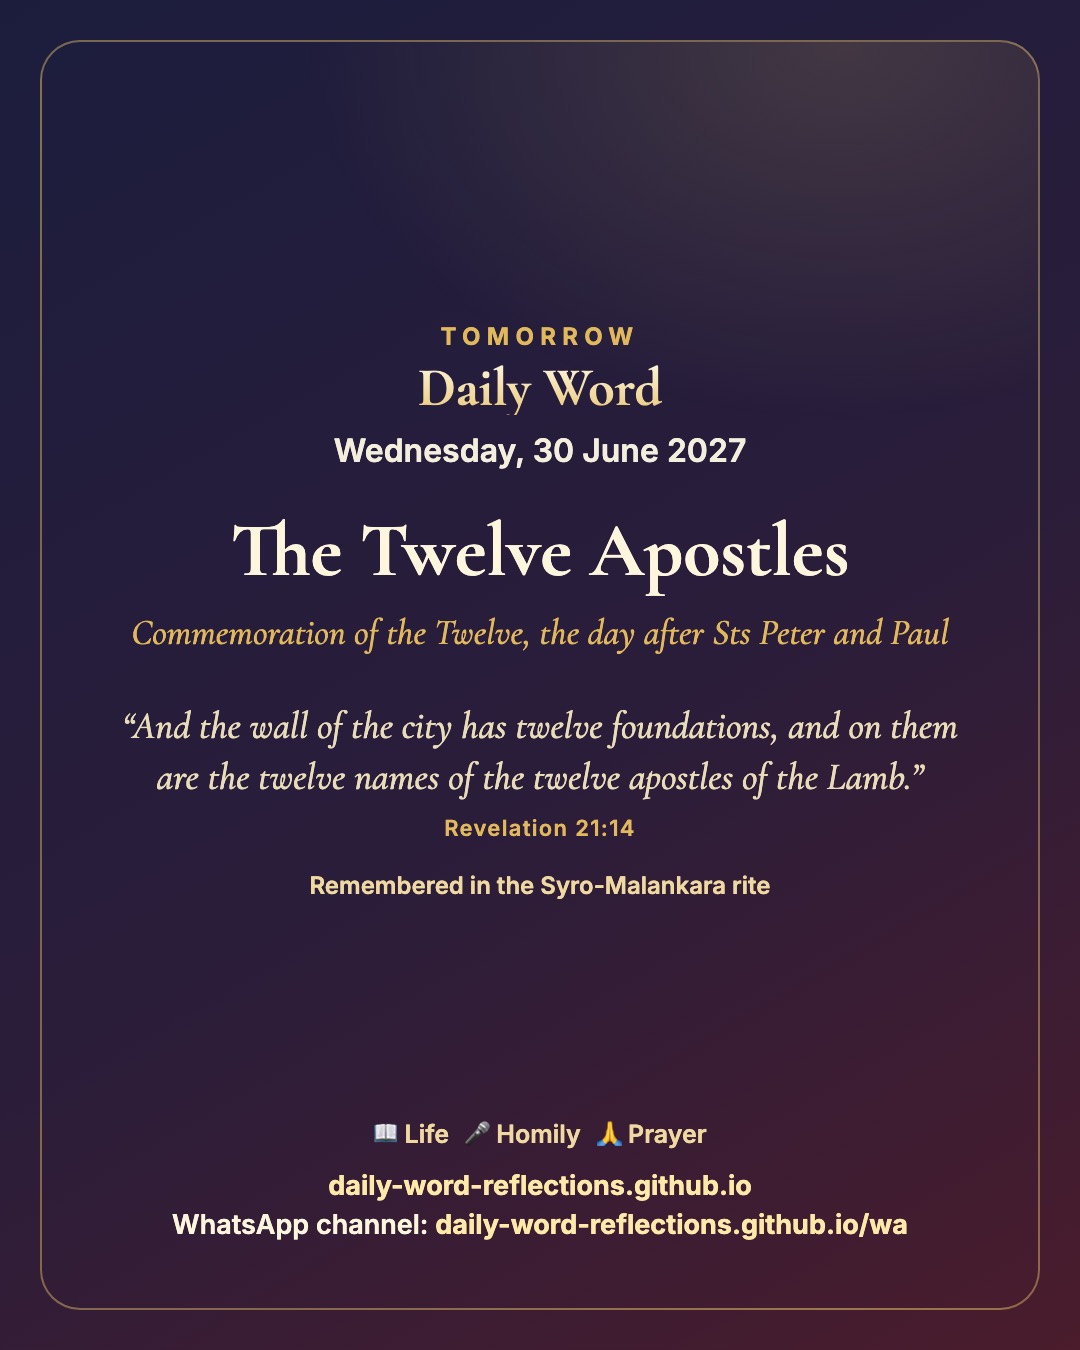 TOMORROW
Daily Word
Wednesday, 30 June 2027
The Twelve Apostles
Commemoration of the Twelve, the day after Sts Peter and Paul
“And the wall of the city has twelve foundations, and on them
are the twelve names of the twelve apostles of the Lamb.”
Revelation 21:14
Remembered in the Syro-Malankara rite
📖 Life 🎤 Homily 🙏 Prayer
daily-word-reflections.github.io
WhatsApp channel: daily-word-reflections.github.io/wa